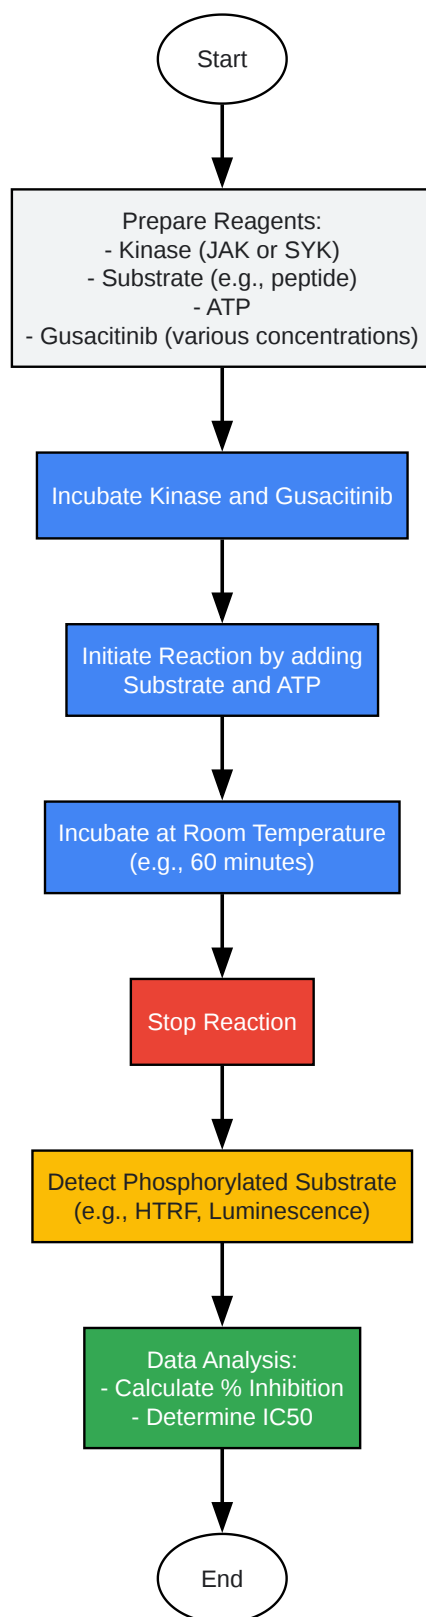 Start
Prepare Reagents:
- Kinase (JAK or SYK)
- Substrate (e.g., peptide)
- ATP
- Gusacitinib (various concentrations)
Incubate Kinase and Gusacitinib
Initiate Reaction by adding
Substrate and ATP
Incubate at Room Temperature
(e.g., 60 minutes)
Stop Reaction
Detect Phosphorylated Substrate
(e.g., HTRF, Luminescence)
Data Analysis:
- Calculate % Inhibition
- Determine IC50
End